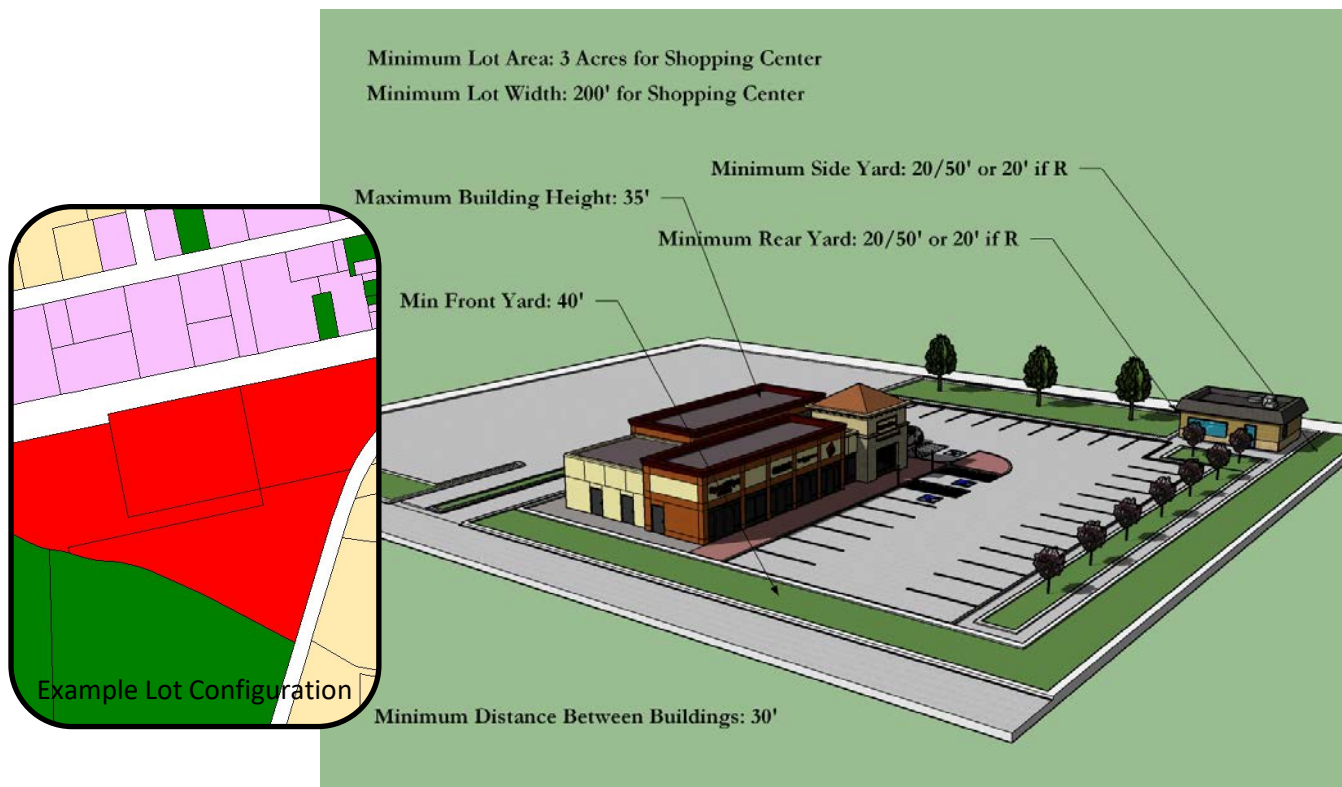 Minimum Lot Area: 3 Acres for Shopping Center
Minimum Lot Width: 200' for Shopping Center
Minimum Side Yard: 20/50' or 20' if R
Maximum Building Height: 35'
Minimum Rear Yard: 20/50' or 20' if R
Min Front Yard: 40'
Example Lot Configuration
Minimum Distance Between Buildings: 30'